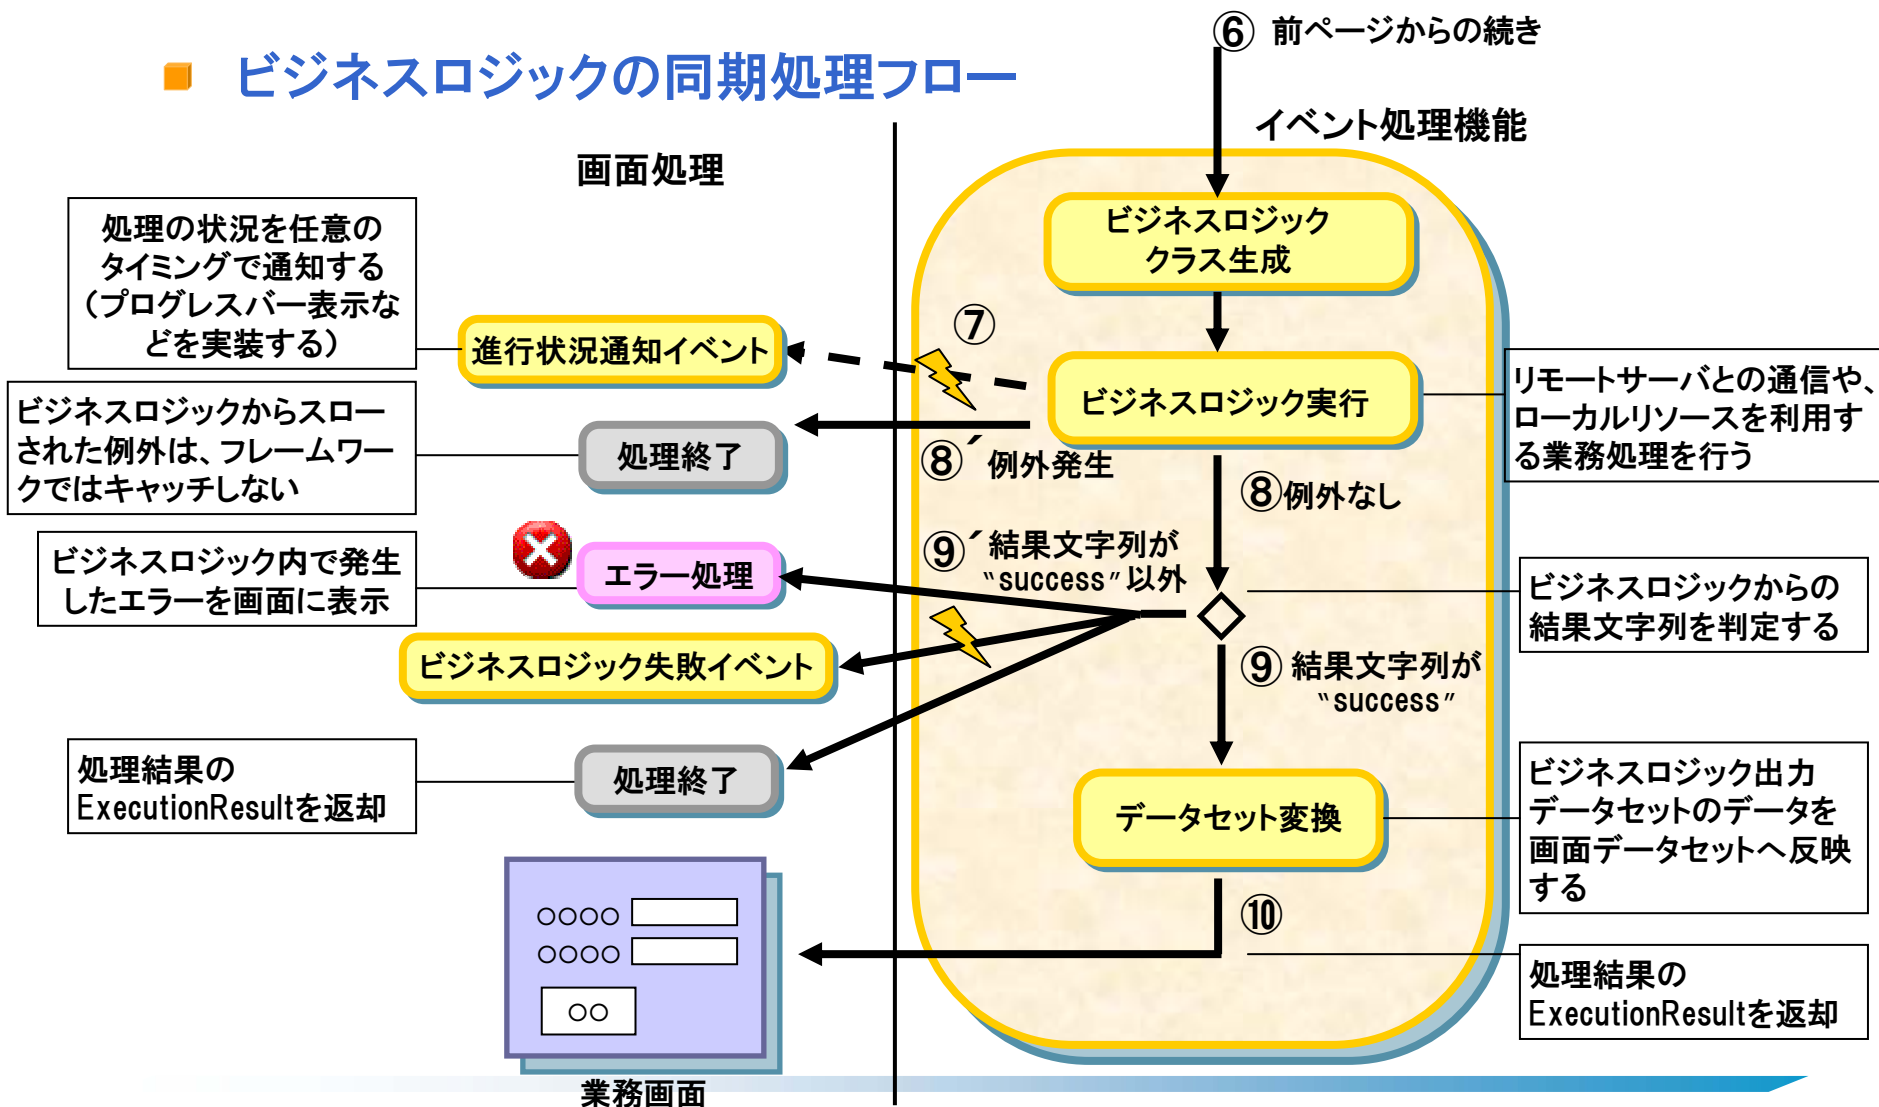 ⑥ 前ページからの続き
ビジネスロジックの同期処理フロー
イベント処理機能
画面処理
処理の状況を任意の
タイミングで通知する
（プログレスバー表示な
どを実装する）
ビジネスロジック
クラス生成
⑦
進行状況通知イベント
ビジネスロジック実行
リモートサーバとの通信や、
ローカルリソースを利用す
る業務処理を行う
ビジネスロジックからスロー
された例外は、フレームワー
クではキャッチしない
処理終了
⑧´例外発生
⑧例外なし
ビジネスロジック内で発生
したエラーを画面に表示
エラー処理
⑨´結果文字列が
“success”以外
ビジネスロジックからの
結果文字列を判定する
ビジネスロジック失敗イベント
⑨ 結果文字列が
“success”
処理結果の
ExecutionResultを返却
処理終了
データセット変換
ビジネスロジック出力
データセットのデータを
画面データセットへ反映
する
⑩
○○○○
○○○○
○○
処理結果の
ExecutionResultを返却
業務画面